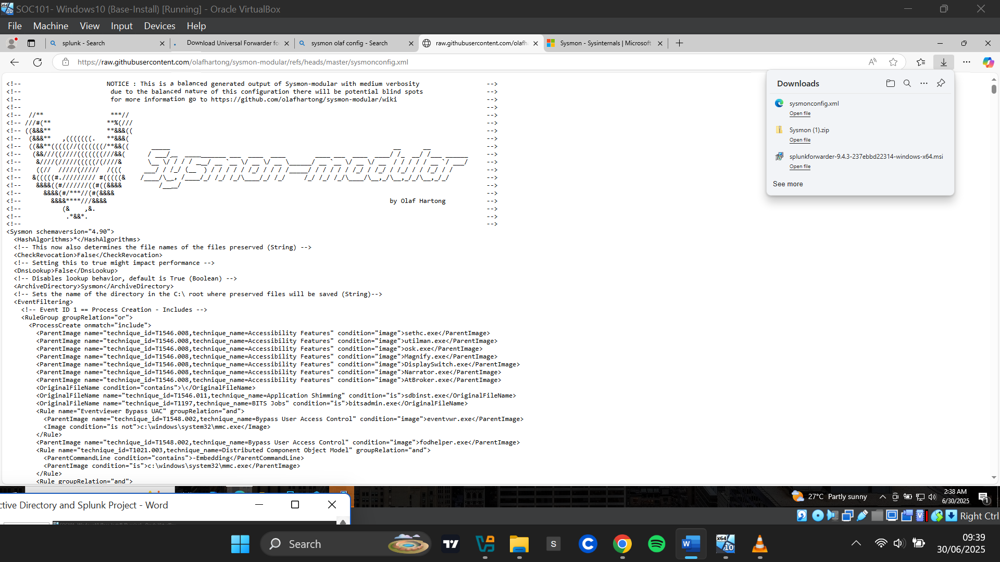 SOC101- Windows10 (Base-Install) [Running] - Oracle VirtualBox
File Machine View Input Devices Help
splunk - Search
Download Universal Forwarder fo
sysmon olaf config - Search
raw.githubusercontent.com/olafh
Sysmon - Sysinternals | Microsoft
https://raw.githubusercontent.com/olafhartong/sysmon-modular/refs/heads/master/sysmonconfig.xml
Downloads
sysmonconfig.xml
Open file
Sysmon (1).zip
Open file
splunkforwarder-9.4.3-237ebbd22314-windows-x64.msi
Open file
See more
<!-- NOTICE : This is a balanced generated output of Sysmon-modular with medium verbosity -->
<!-- due to the balanced nature of this configuration there will be potential blind spots -->
<!-- for more information go to https://github.com/olafhartong/sysmon-modular/wiki -->
<!-- by Olaf Hartong -->
<Sysmon schemaversion="4.90">
<HashAlgorithms>*</HashAlgorithms>
<!-- This now also determines the file names of the files preserved (String) -->
<CheckRevocation>False</CheckRevocation>
<!-- Setting this to true might impact performance -->
<DnsLookup>False</DnsLookup>
<!-- Disables lookup behavior, default is True (Boolean) -->
<ArchiveDirectory>Sysmon</ArchiveDirectory>
<!-- Sets the name of the directory in the C:\ root where preserved files will be saved (String)-->
<EventFiltering>
<!-- Event ID 1 == Process Creation - Includes -->
<RuleGroup groupRelation="or">
<ProcessCreate onmatch="include">
<ParentImage name="technique_id=T1546.008,technique_name=Accessibility Features" condition="image">sethc.exe</ParentImage>
<ParentImage name="technique_id=T1546.008,technique_name=Accessibility Features" condition="image">utilman.exe</ParentImage>
<ParentImage name="technique_id=T1546.008,technique_name=Accessibility Features" condition="image">osk.exe</ParentImage>
<ParentImage name="technique_id=T1546.008,technique_name=Accessibility Features" condition="image">Magnify.exe</ParentImage>
<ParentImage name="technique_id=T1546.008,technique_name=Accessibility Features" condition="image">DisplaySwitch.exe</ParentImage>
<ParentImage name="technique_id=T1546.008,technique_name=Accessibility Features" condition="image">Narrator.exe</ParentImage>
<ParentImage name="technique_id=T1546.008,technique_name=Accessibility Features" condition="image">AtBroker.exe</ParentImage>
<OriginalFileName condition="contains">\</OriginalFileName>
<OriginalFileName name="technique_id=T1546.011,technique_name=Application Shimming" condition="is">sdbinst.exe</OriginalFileName>
<OriginalFileName name="technique_id=T1197,technique_name=BITS Jobs" condition="is">bitsadmin.exe</OriginalFileName>
<Rule name="Eventviewer Bypass UAC" groupRelation="and">
<ParentImage name="technique_id=T1548.002,technique_name=Bypass User Access Control" condition="image">eventvwr.exe</ParentImage>
<Image condition="is not">c:\windows\system32\mmc.exe</Image>
</Rule>
<ParentImage name="technique_id=T1548.002,technique_name=Bypass User Access Control" condition="image">fodhelper.exe</ParentImage>
<Rule name="technique_id=T1021.003,technique_name=Distributed Component Object Model" groupRelation="and">
<ParentCommandLine condition="contains">-Embedding</ParentCommandLine>
<ParentImage condition="is">c:\windows\system32\mmc.exe</ParentImage>
</Rule>
<Rule groupRelation="and">
27°C Partly sunny
2:38 AM
6/30/2025
1
ctive Directory and Splunk Project - Word
Right Ctrl
Search
09:39
30/06/2025